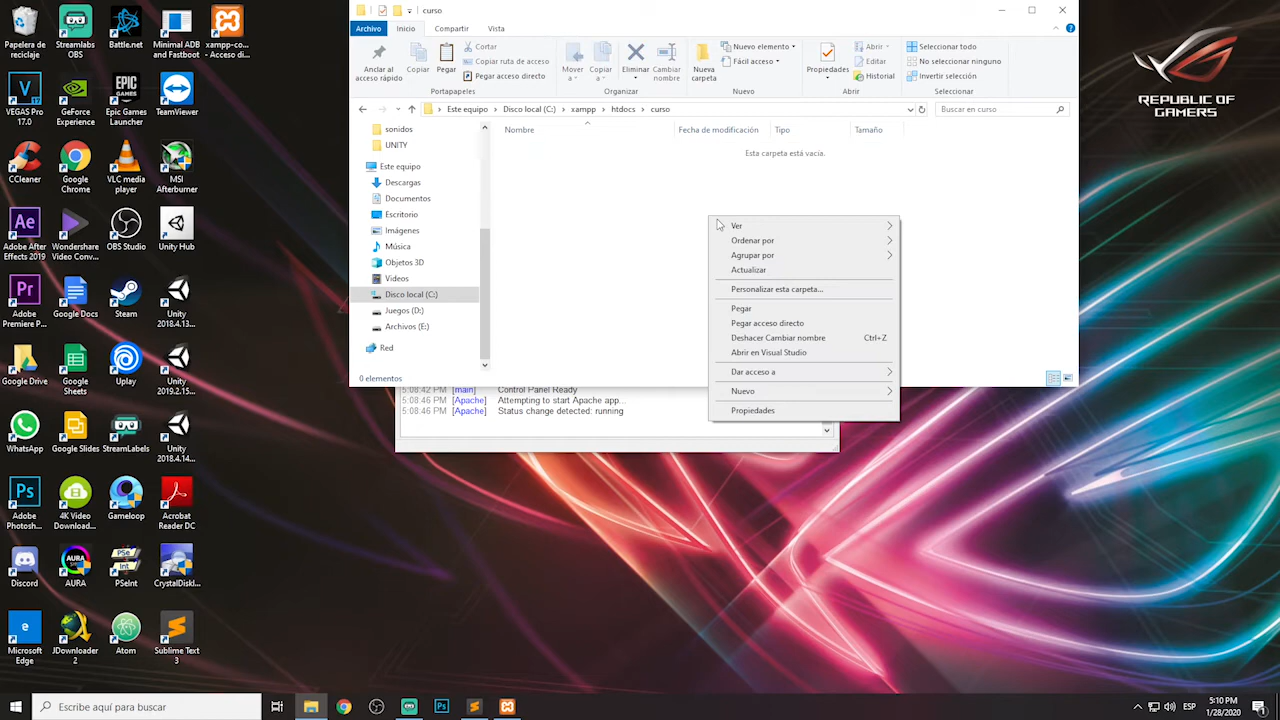 curso
Archivo Inicio Compartir Vista
Anclar al acceso rápido
Copiar
Pegar
Cortar
Copiar ruta de acceso
Pegar acceso directo
Portapapeles
Mover a
Copiar a
Eliminar
Cambiar nombre
Organizar
Nueva carpeta
Nuevo elemento
Fácil acceso
Nuevo
Propiedades
Abrir
Editar
Historial
Abrir
Seleccionar todo
No seleccionar ninguno
Invertir selección
Seleccionar
Este equipo > Disco local (C:) > xampp > htdocs > curso
Buscar en curso
Nombre Fecha de modificación Tipo Tamaño
Esta carpeta está vacía.
sonidos
UNITY
Este equipo
Descargas
Documentos
Escritorio
Imágenes
Música
Objetos 3D
Videos
Disco local (C:)
Juegos (D:)
Archivos (E:)
Red
0 elementos
Ver
Ordenar por
Agrupar por
Actualizar
Personalizar esta carpeta...
Pegar
Pegar acceso directo
Deshacer Cambiar nombre Ctrl+Z
Abrir en Visual Studio
Dar acceso a
Nuevo
Propiedades
5:08:42 PM [main] Control Panel Ready
5:08:46 PM [Apache] Attempting to start Apache app...
5:08:46 PM [Apache] Status change detected: running
Papelera de reciclaje
Streamlabs
Battle.net
Minimal ADB and Fastboot
xampp-co... - Acceso di...
V
17
GEFORCE EXPERIENCE
EPIC GAMES
CCleaner
Google Chrome
VLC media player
MSI Afterburner
Ae
Adobe After Effects
Wondershare
OBS Studio
Unity Hub
Pr
Adobe Premiere P...
Google Docs
Steam
Unity 2018.4.13...
Google Drive
Google Sheets
Uplay
Unity 2019.2.1...
WhatsApp
Google Slides
StreamLabels
Unity 2018.4.14...
Ps
Adobe Photosh...
4K Video Downlo...
Gameloop
Acrobat Reader DC
Discord
AURA
AURA
PSeInt
PSeInt
CrystalDiskI...
Microsoft Edge
JDownloader 2
Atom
Sublime Text 3
REPUBLIC OF
GAMERS
Escribe aquí para buscar
ESP
5:10 PM
1/28/2020